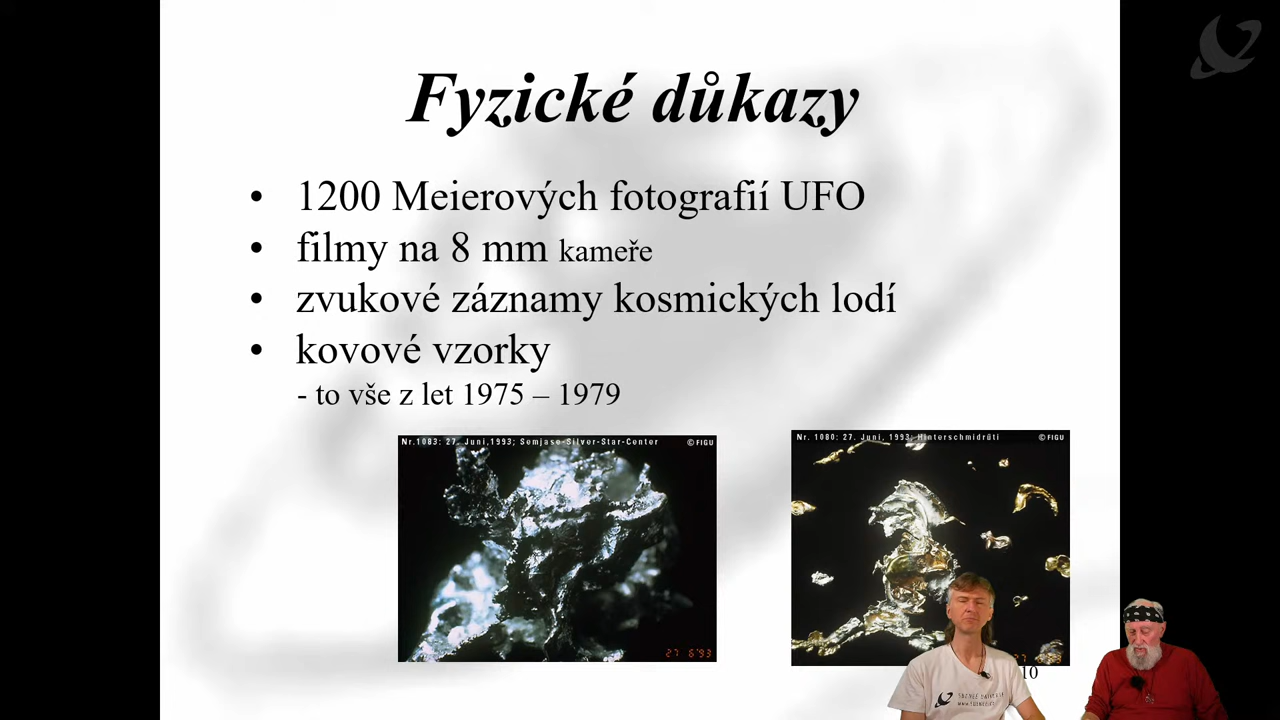 Fyzické důkazy
• 1200 Meierových fotografií UFO
• filmy na 8 mm kameře
• zvukové záznamy kosmických lodí
• kovové vzorky
- to vše z let 1975 – 1979
Nr.1083: 27. Juni,1993; Semjase-Silver-Star-Center ©FIGU
Nr. 1080: 27. Juni, 1993; Hinterschmidrüti ©FIGU
27 6'93
10